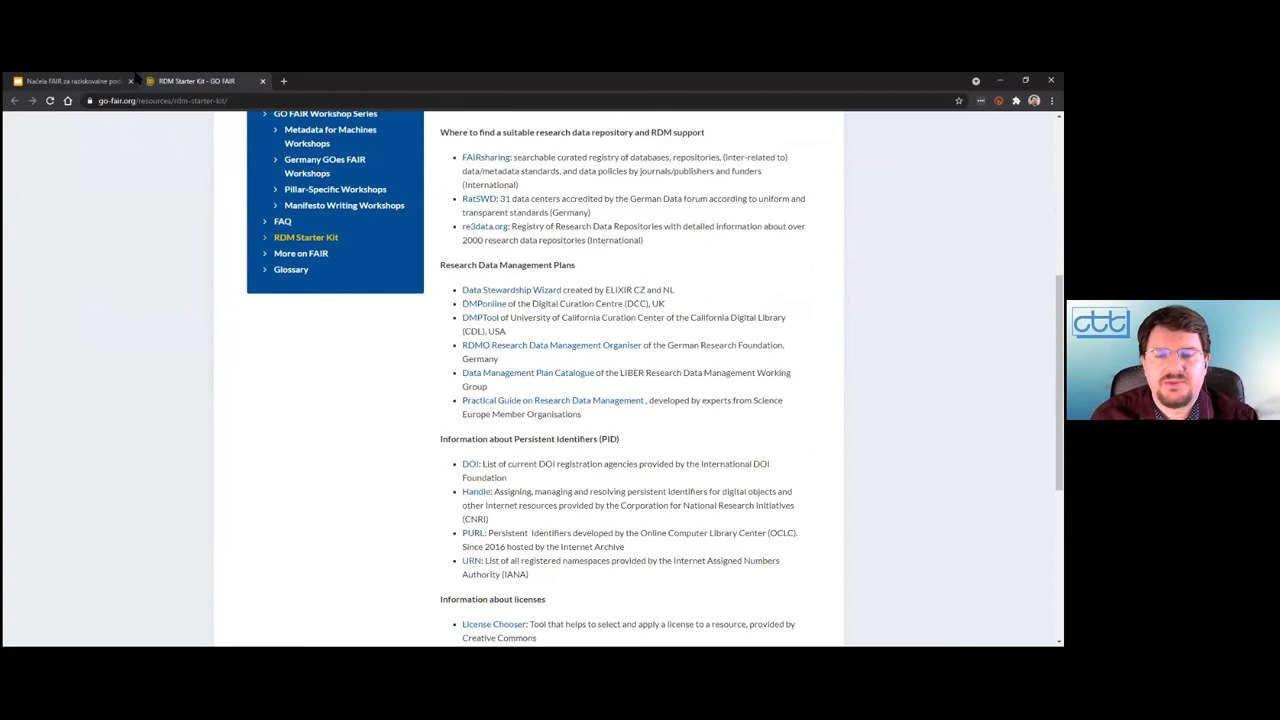 Načela FAIR za raziskovalne pod
RDM Starter Kit - GO FAIR
go-fair.org/resources/rdm-starter-kit/
GO FAIR Workshop Series
Metadata for Machines
Workshops
Germany GOes FAIR
Workshops
Pillar-Specific Workshops
Manifesto Writing Workshops
FAQ
RDM Starter Kit
More on FAIR
Glossary
Where to find a suitable research data repository and RDM support
FAIRsharing: searchable curated registry of databases, repositories, (inter-related to)
data/metadata standards, and data policies by journals/publishers and funders
(International)
RatSWD: 31 data centers accredited by the German Data forum according to uniform and
transparent standards (Germany)
re3data.org: Registry of Research Data Repositories with detailed information about over
2000 research data repositories (International)
Research Data Management Plans
Data Stewardship Wizard created by ELIXIR CZ and NL
DMPonline of the Digital Curation Centre (DCC), UK
DMPTool of University of California Curation Center of the California Digital Library
(CDL), USA
RDMO Research Data Management Organiser of the German Research Foundation,
Germany
Data Management Plan Catalogue of the LIBER Research Data Management Working
Group
Practical Guide on Research Data Management , developed by experts from Science
Europe Member Organisations
Information about Persistent Identifiers (PID)
DOI: List of current DOI registration agencies provided by the International DOI
Foundation
Handle: Assigning, managing and resolving persistent identifiers for digital objects and
other Internet resources provided by the Corporation for National Research Initiatives
(CNRI)
PURL: Persistent Identifiers developed by the Online Computer Library Center (OCLC).
Since 2016 hosted by the Internet Archive
URN: List of all registered namespaces provided by the Internet Assigned Numbers
Authority (IANA)
Information about licenses
License Chooser: Tool that helps to select and apply a license to a resource, provided by
Creative Commons